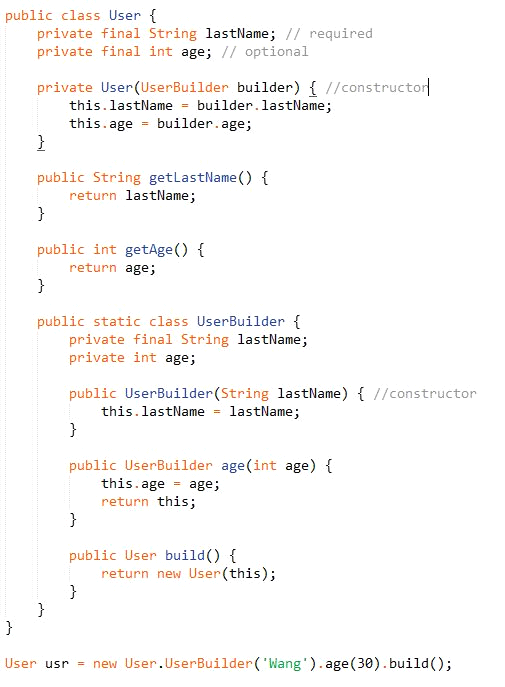 public class User {
    private final String lastName; // required
    private final int age; // optional

    private User(UserBuilder builder) { //constructor
        this.lastName = builder.lastName;
        this.age = builder.age;
    }

    public String getLastName() {
        return lastName;
    }

    public int getAge() {
        return age;
    }

    public static class UserBuilder {
        private final String lastName;
        private int age;

        public UserBuilder(String lastName) { //constructor
            this.lastName = lastName;
        }

        public UserBuilder age(int age) {
            this.age = age;
            return this;
        }

        public User build() {
            return new User(this);
        }
    }
}

User usr = new User.UserBuilder('Wang').age(30).build();